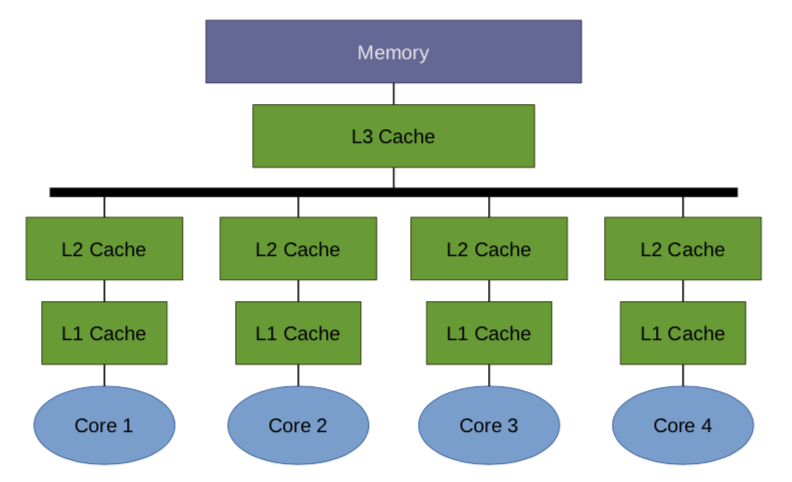 Memory
L3 Cache
L2 Cache
L2 Cache
L2 Cache
L2 Cache
L1 Cache
L1 Cache
L1 Cache
L1 Cache
Core 1
Core 2
Core 3
Core 4